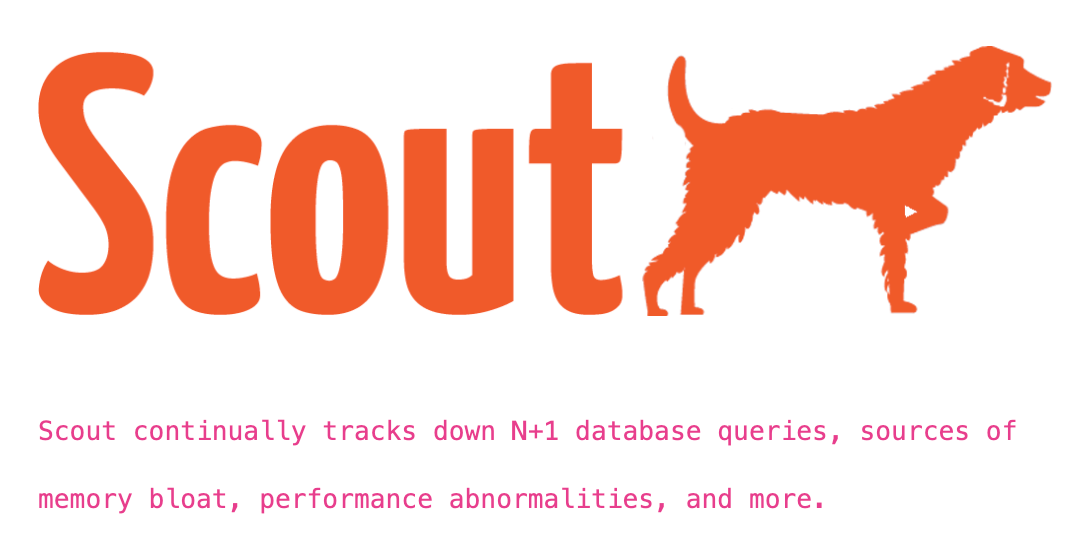 Scout
Scout continually tracks down N+1 database queries, sources of
memory bloat, performance abnormalities, and more.